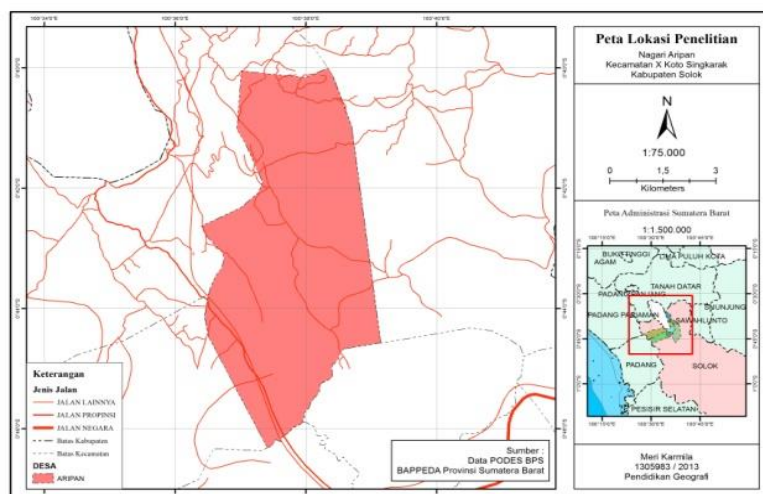 Peta Lokasi Penelitian
Nagari Aripan
Kecamatan X Koto Singkarak
Kabupaten Solok
N
1:75.000
0 1,5 3
Kilometers
Peta Administrasi Sumatera Barat
1:1.500.000
BUKITTINGGI
LIMA PULUH KOTA
AGAM
TANAH DATAR
PADANG PANJANG
PADANG PARIAMAN
SIJUNJUNG
SAWAHLUNTO
PADANG
SOLOK
PESISIR SELATAN
Meri Karmila
1305983 / 2013
Pendidikan Geografi
Keterangan
Jenis Jalan
JALAN LAINNYA
JALAN PROPINSI
JALAN NEGARA
Batas Kabupaten
Batas Kecamatan
DESA
ARIPAN
Sumber :
Data PODES BPS
BAPPEDA Provinsi Sumatera Barat